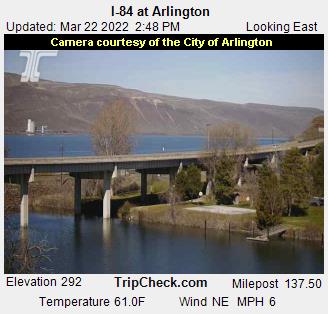 I-84 at Arlington
Updated: Mar 22 2022 2:48 PM Looking East
Camera courtesy of the City of Arlington
Elevation 292 TripCheck.com Milepost 137.50
Temperature 61.0F Wind NE MPH 6